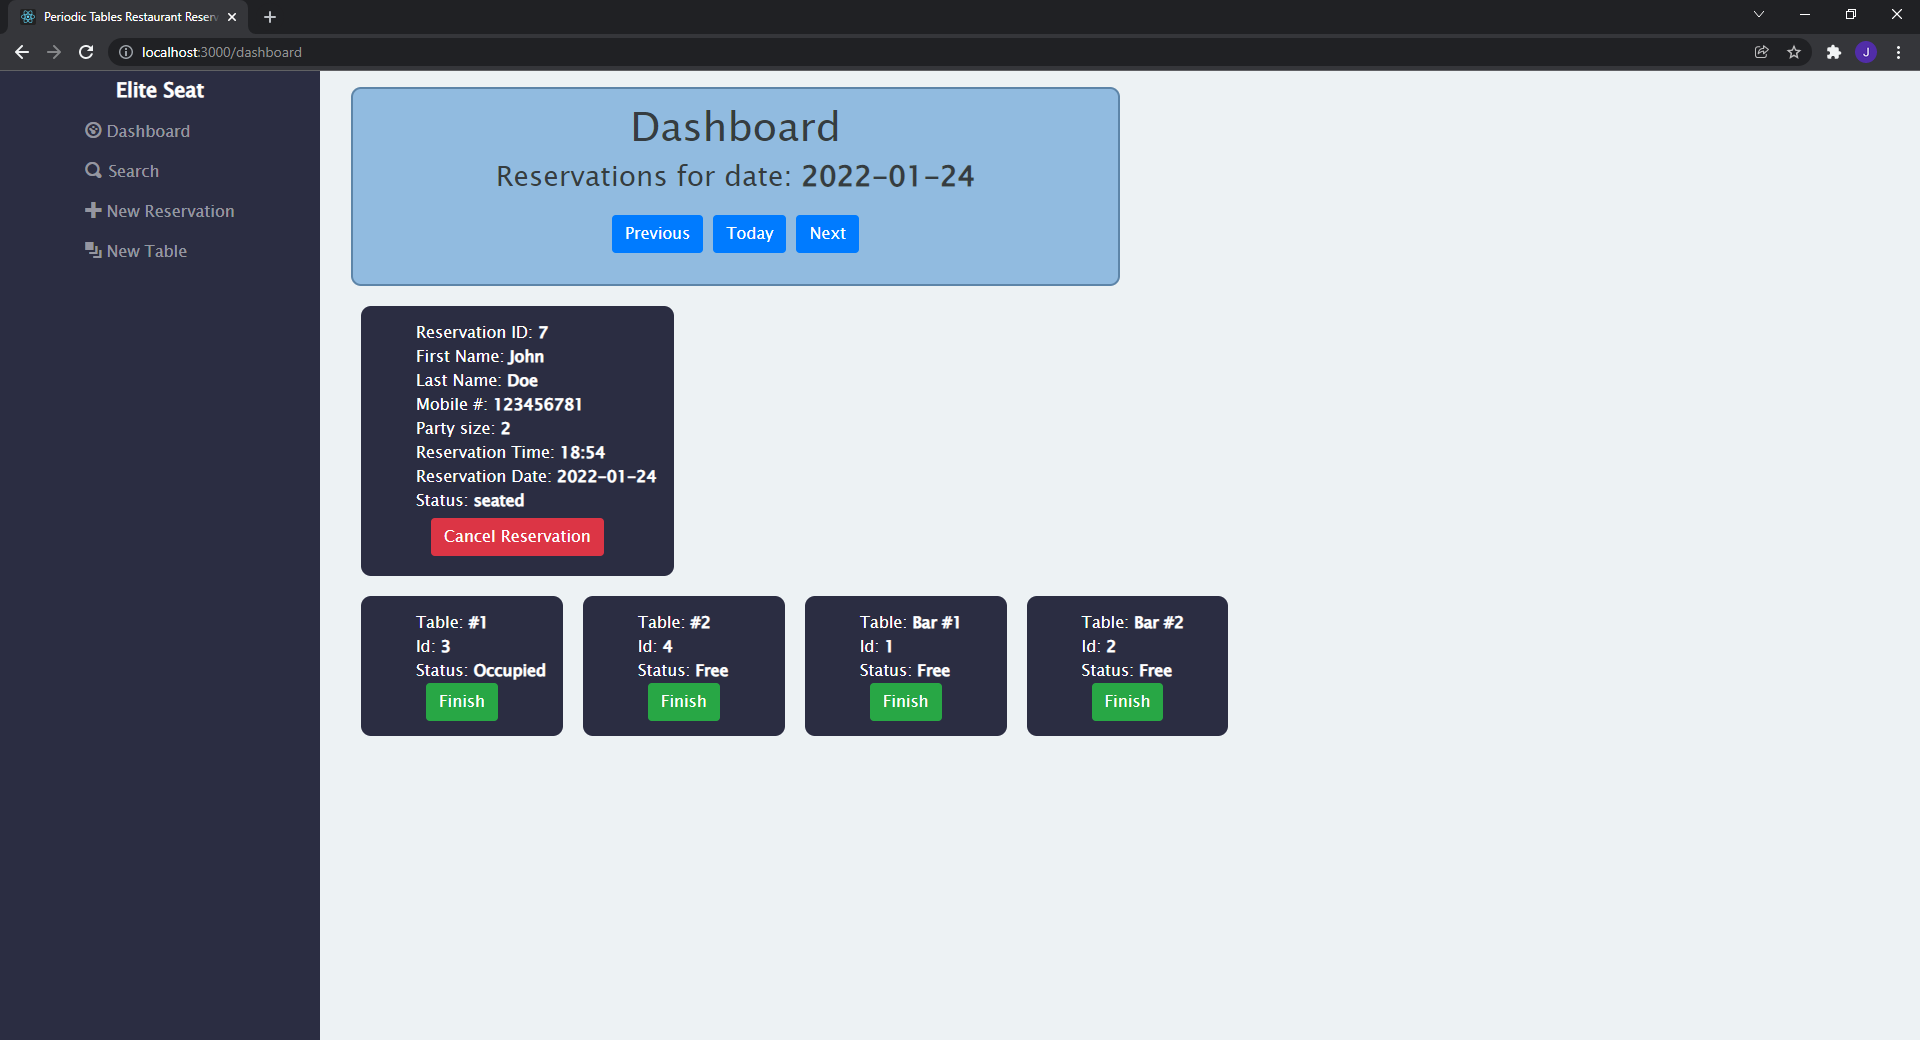 Periodic Tables Restaurant Reser
localhost:3000/dashboard
J
Elite Seat
Dashboard
Search
New Reservation
New Table
Dashboard
Reservations for date: 2022-01-24
Previous Today Next
Reservation ID: 7
First Name: John
Last Name: Doe
Mobile #: 123456781
Party size: 2
Reservation Time: 18:54
Reservation Date: 2022-01-24
Status: seated
Cancel Reservation
Table: #1
Id: 3
Status: Occupied
Finish
Table: #2
Id: 4
Status: Free
Finish
Table: Bar #1
Id: 1
Status: Free
Finish
Table: Bar #2
Id: 2
Status: Free
Finish